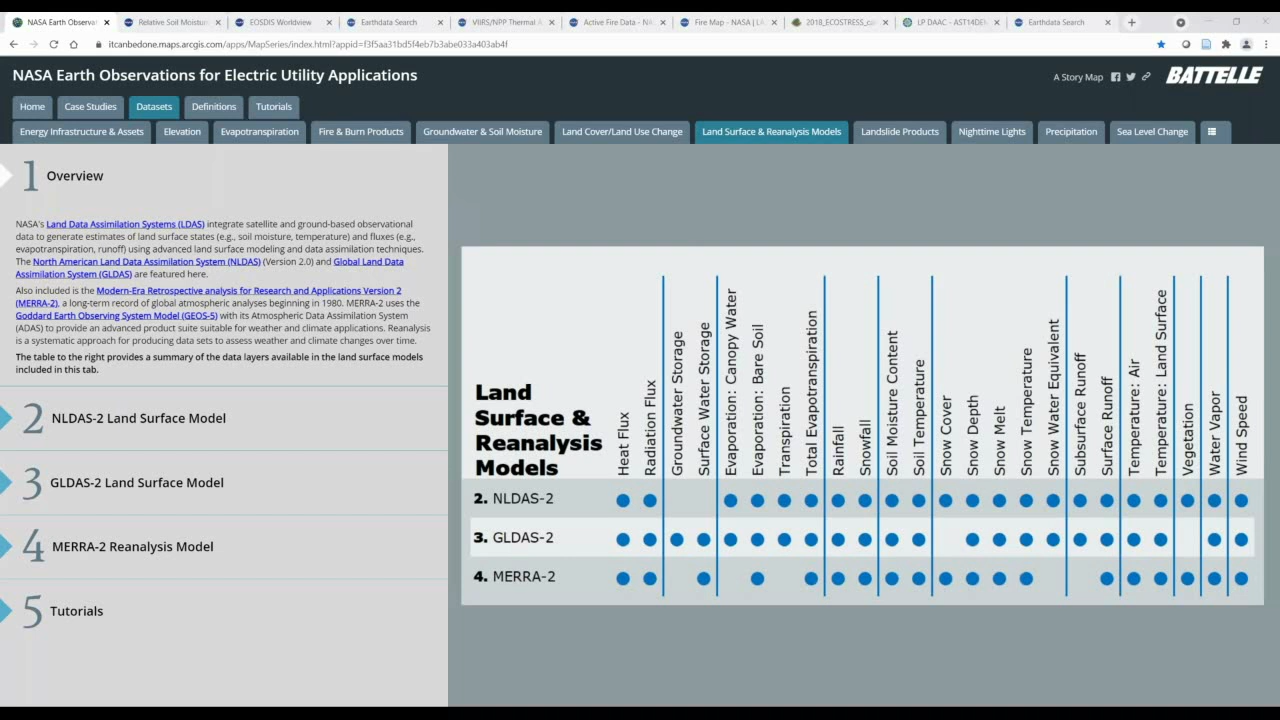 NASA Earth Observat
Relative Soil Moistur
EOSDIS Worldview
Earthdata Search
VIIRS/NPP Thermal A
Active Fire Data - N
Fire Map - NASA | LA
2018_ECOSTRESS_ca
LP DAAC - AST14DE
Earthdata Search
itcanbedone.maps.arcgis.com/apps/MapSeries/index.html?appid=f3f5aa31bd5f4eb7b3abe033a403ab4f
NASA Earth Observations for Electric Utility Applications
A Story Map
BATTELLE
Home Case Studies Datasets Definitions Tutorials
Energy Infrastructure & Assets Elevation Evapotranspiration Fire & Burn Products Groundwater & Soil Moisture Land Cover/Land Use Change Land Surface & Reanalysis Models Landslide Products Nighttime Lights Precipitation Sea Level Change
1 Overview
NASA's Land Data Assimilation Systems (LDAS) integrate satellite and ground-based observational
data to generate estimates of land surface states (e.g., soil moisture, temperature) and fluxes (e.g.,
evapotranspiration, runoff) using advanced land surface modeling and data assimilation techniques.
The North American Land Data Assimilation System (NLDAS) (Version 2.0) and Global Land Data
Assimilation System (GLDAS) are featured here.
Also included is the Modern-Era Retrospective analysis for Research and Applications Version 2
(MERRA-2), a long-term record of global atmospheric analyses beginning in 1980. MERRA-2 uses the
Goddard Earth Observing System Model (GEOS-5) with its Atmospheric Data Assimilation System
(ADAS) to provide an advanced product suite suitable for weather and climate applications. Reanalysis
is a systematic approach for producing data sets to assess weather and climate changes over time.
The table to the right provides a summary of the data layers available in the land surface models
included in this tab.
2 NLDAS-2 Land Surface Model
3 GLDAS-2 Land Surface Model
4 MERRA-2 Reanalysis Model
5 Tutorials
Land
Surface &
Reanalysis
Models
Heat Flux
Radiation Flux
Groundwater Storage
Surface Water Storage
Evaporation: Canopy Water
Evaporation: Bare Soil
Transpiration
Total Evapotranspiration
Rainfall
Snowfall
Soil Moisture Content
Soil Temperature
Snow Cover
Snow Depth
Snow Melt
Snow Temperature
Snow Water Equivalent
Subsurface Runoff
Surface Runoff
Temperature: Air
Temperature: Land Surface
Vegetation
Water Vapor
Wind Speed
2. NLDAS-2
3. GLDAS-2
4. MERRA-2